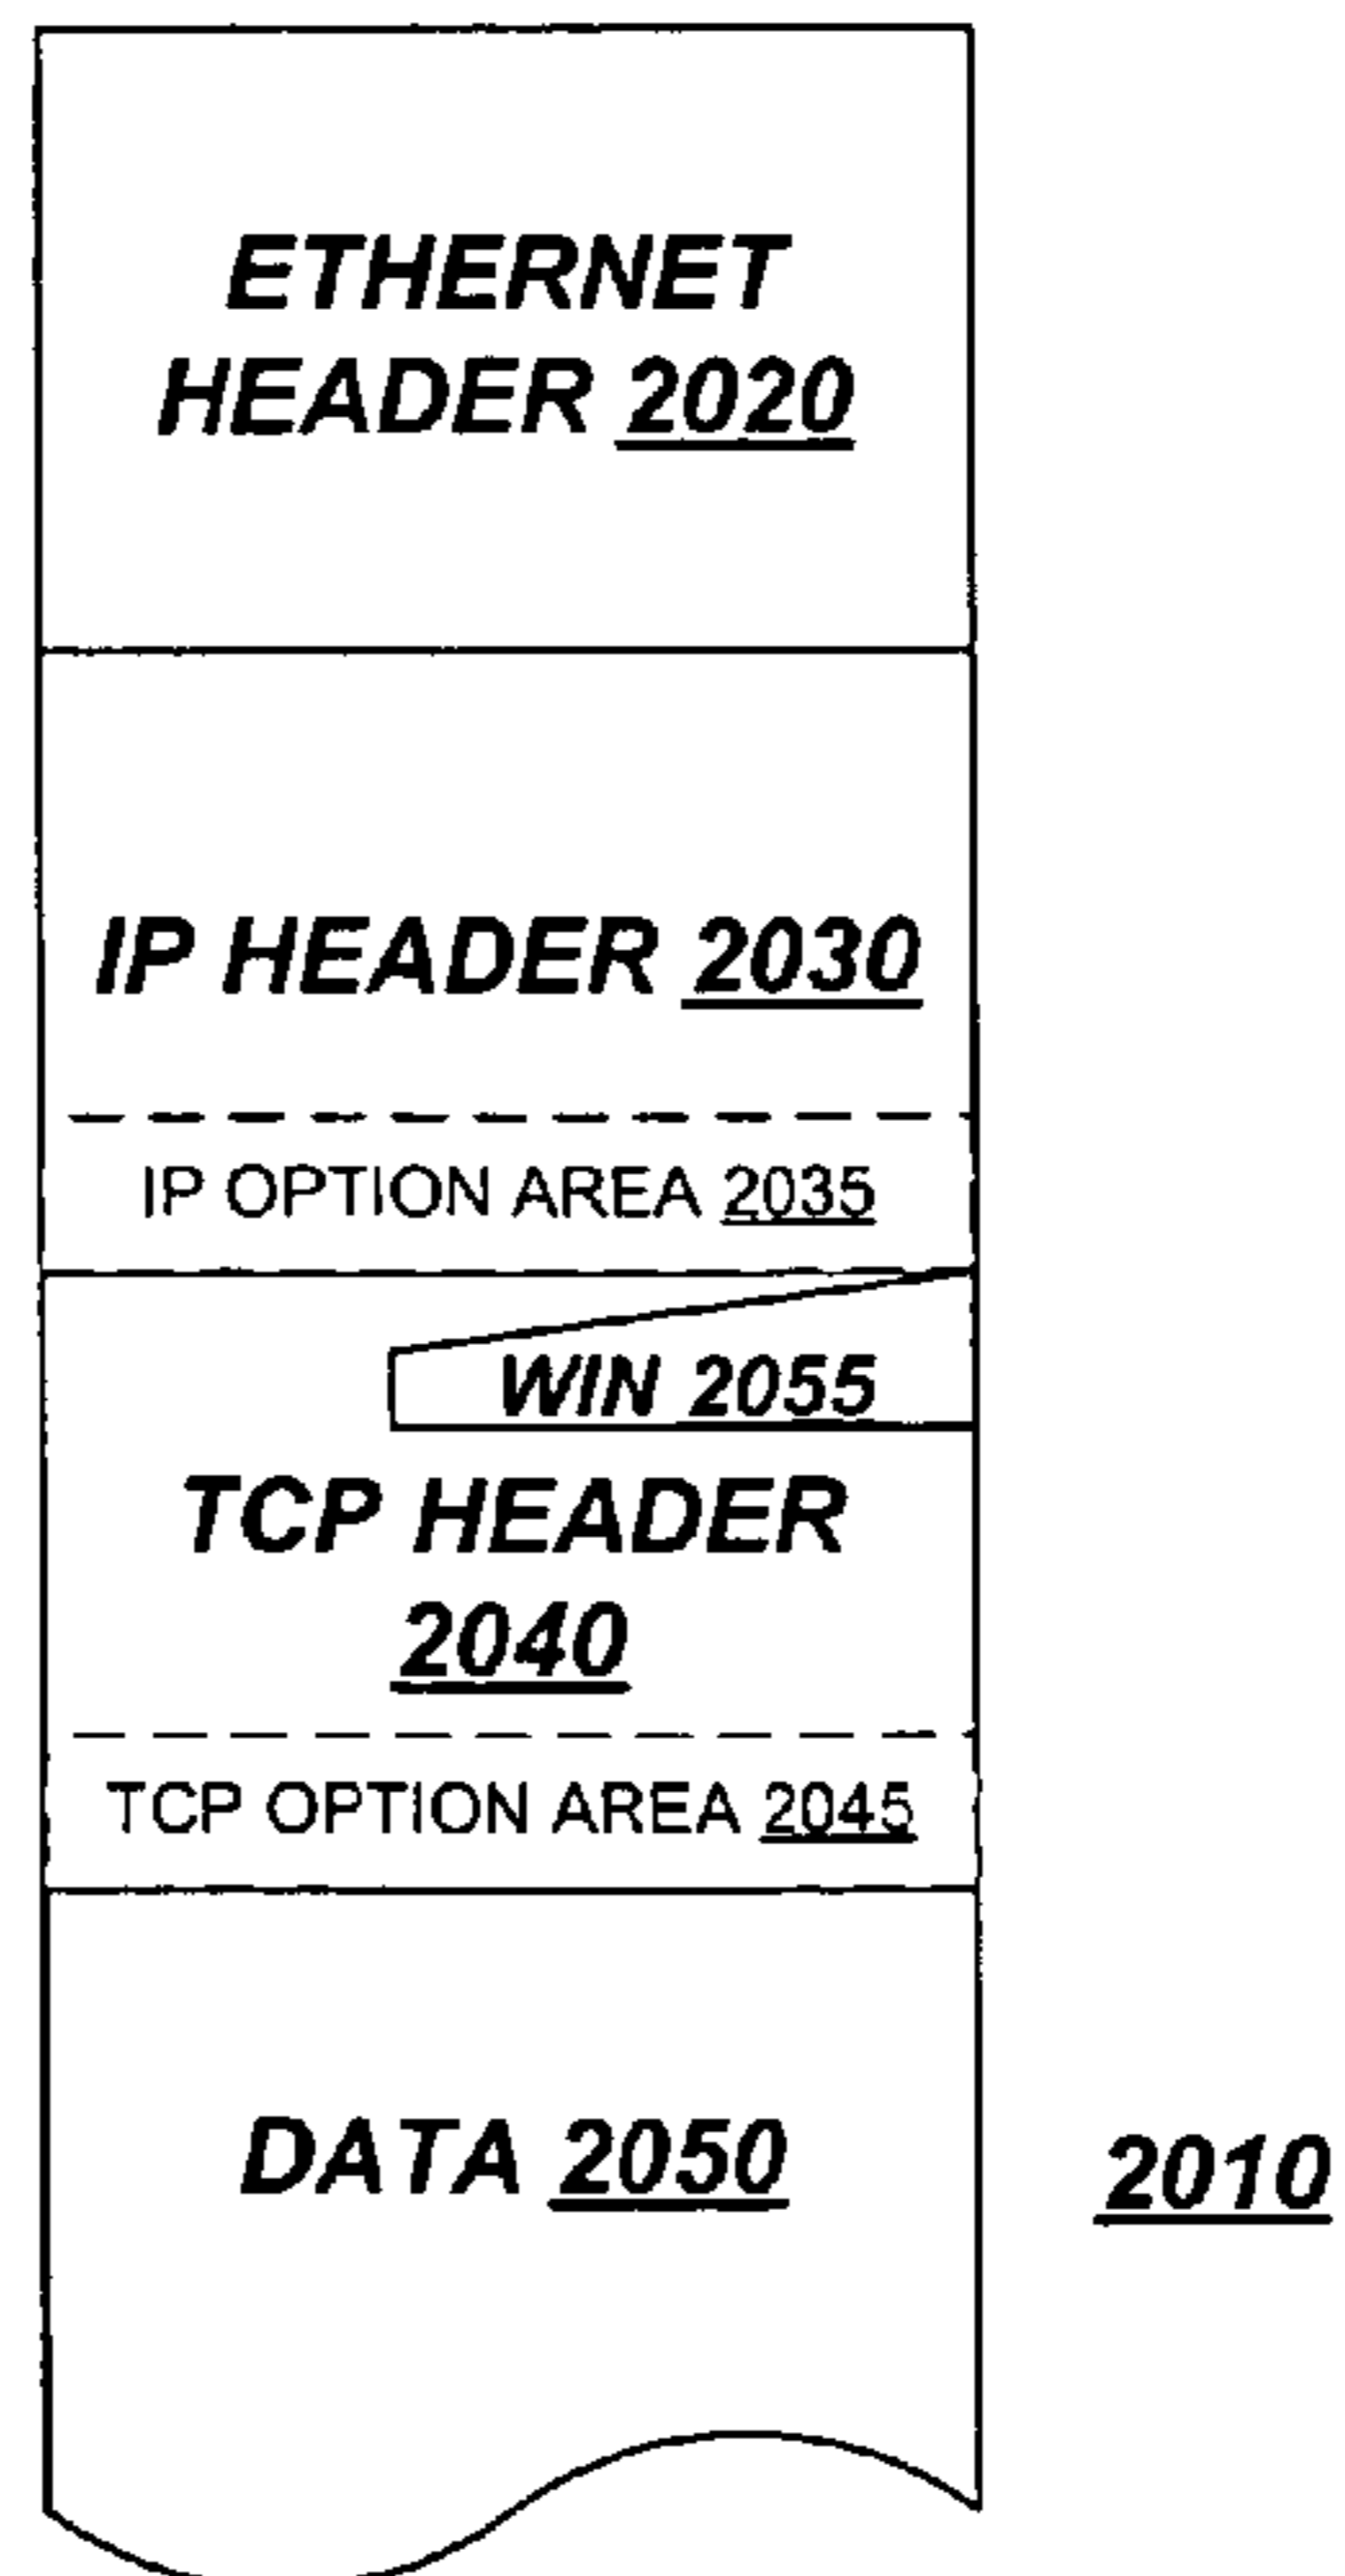 ETHERNET
HEADER 2020
IP HEADER 2030
IP OPTION AREA 2035
WIN 2055
TCP HEADER
2040
TCP OPTION AREA 2045
DATA 2050
2010